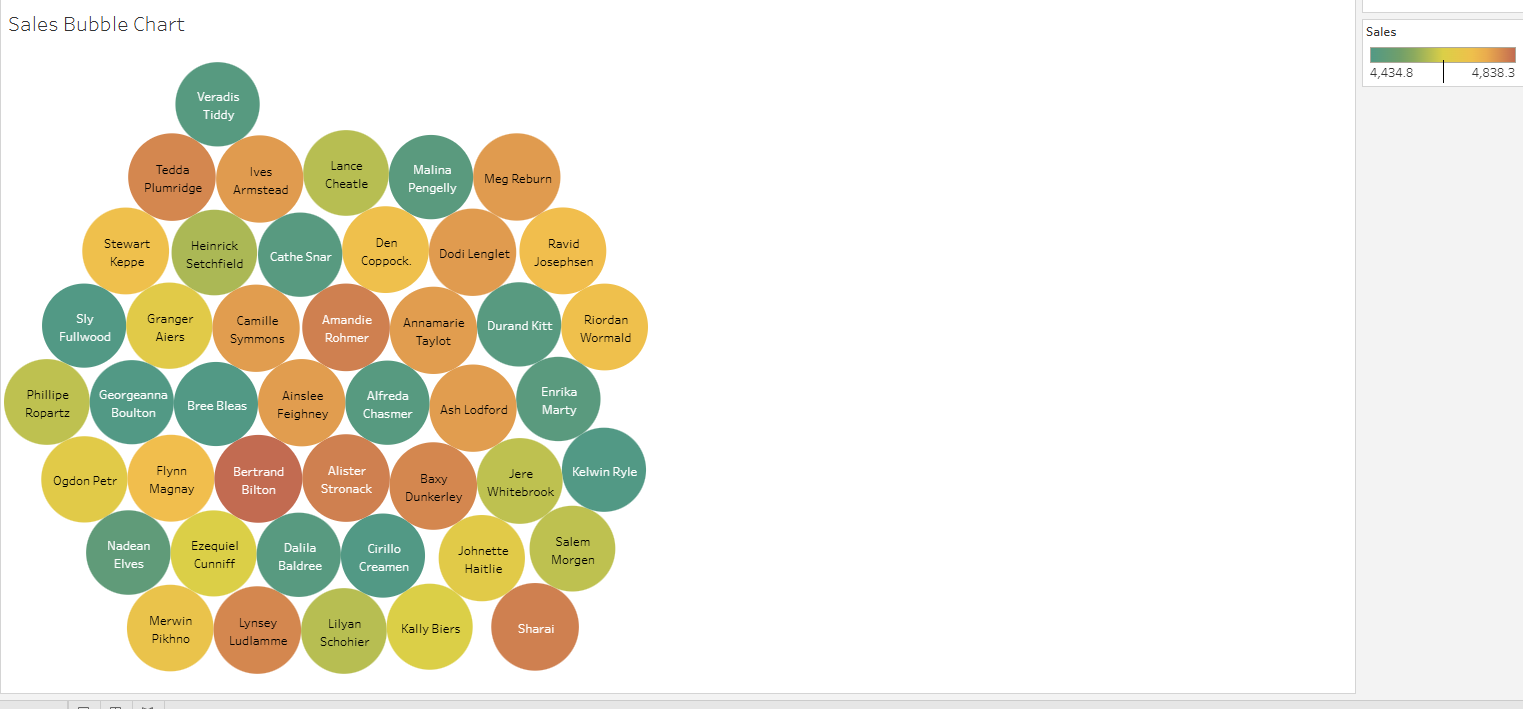 Sales Bubble Chart
Sales
4,434.8
4,838.3
Veradis
Tiddy
Tedda
Plumridge
Ives
Armstead
Lance
Cheatle
Malina
Pengelly
Meg Reburn
Stewart
Keppe
Heinrick
Setchfield
Cathe Snar
Den
Coppock.
Dodi Lenglet
Ravid
Josephsen
Sly
Fullwood
Granger
Aiers
Camille
Symmons
Amandie
Rohmer
Annamarie
Taylot
Durand Kitt
Riordan
Wormald
Phillipe
Ropartz
Georgeanna
Boulton
Bree Bleas
Ainslee
Feighney
Alfreda
Chasmer
Ash Lodford
Enrika
Marty
Ogdon Petr
Flynn
Magnay
Bertrand
Bilton
Alister
Stronack
Baxy
Dunkerley
Jere
Whitebrook
Kelwin Ryle
Nadean
Elves
Ezequiel
Cunniff
Dalila
Baldree
Cirillo
Creamen
Johnette
Haitlie
Salem
Morgen
Merwin
Pikhno
Lynsey
Ludlamme
Lilyan
Schohier
Kally Biers
Sharai